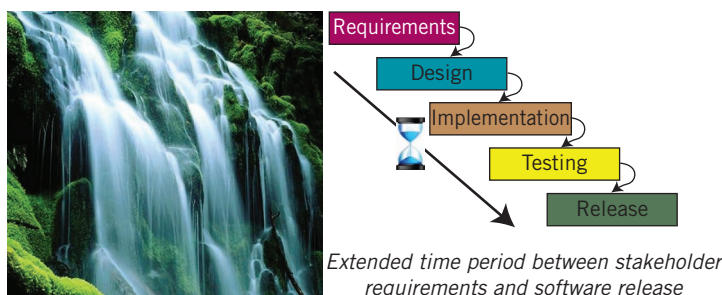 Requirements
Design
Implementation
Testing
Release
Extended time period between stakeholder
requirements and software release